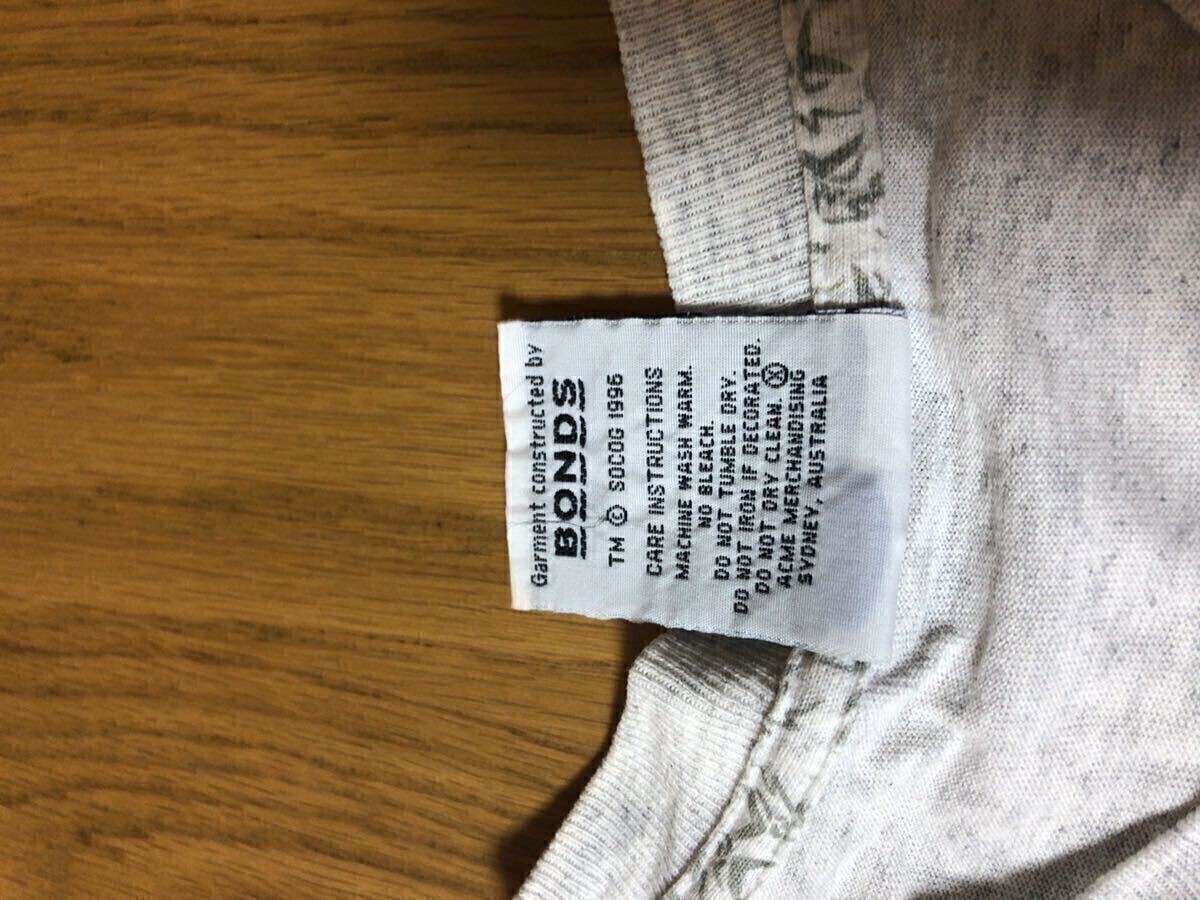 Garment constructed by
BONDS
TM © SOCOG 1996
CARE INSTRUCTIONS
MACHINE WASH WARM.
NO BLEACH.
DO NOT TUMBLE DRY.
DO NOT IRON IF DECORATED.
DO NOT DRY CLEAN. Ⓧ
ACME MERCHANDISING
SYDNEY, AUSTRALIA